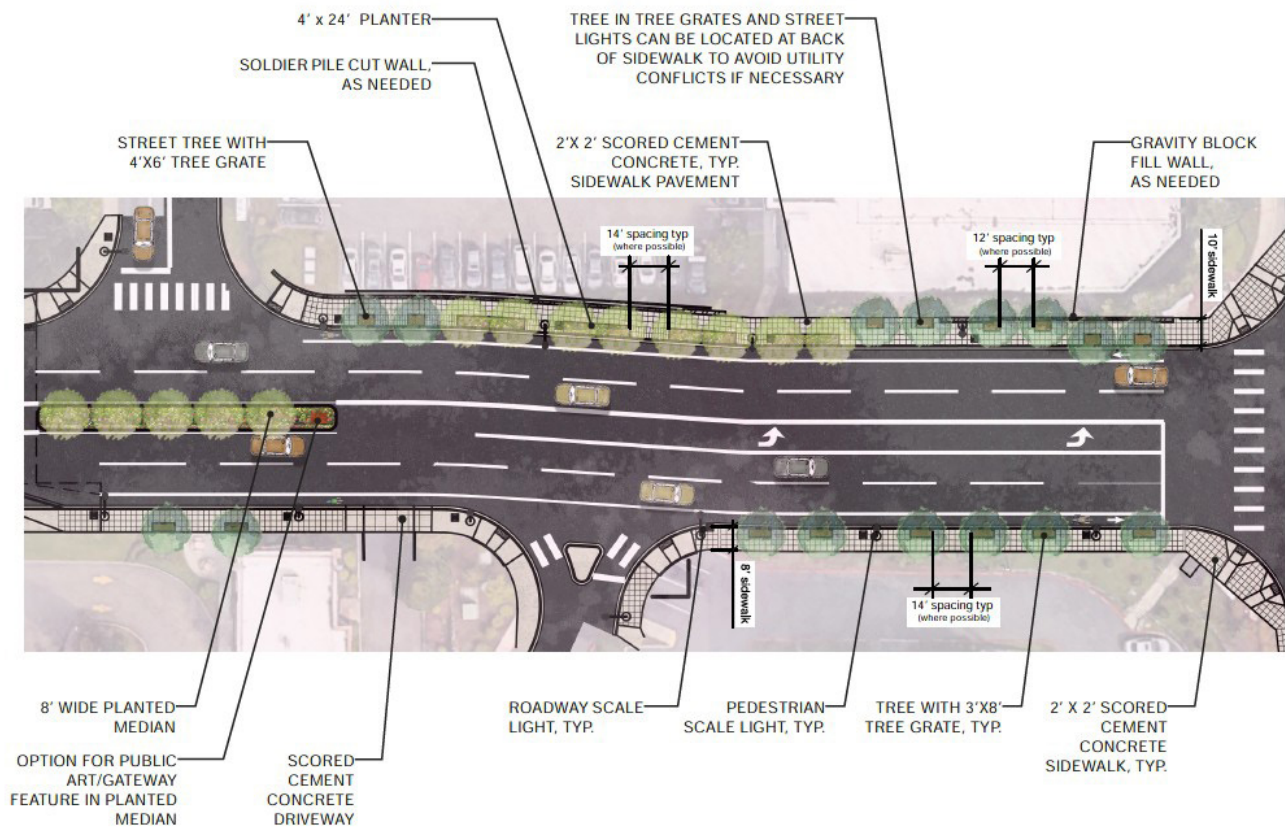 4' x 24'  PLANTER
SOLDIER PILE CUT WALL,
AS NEEDED
STREET TREE WITH
4'X6' TREE GRATE
TREE IN TREE GRATES AND STREET
LIGHTS CAN BE LOCATED AT BACK
OF SIDEWALK TO AVOID UTILITY
CONFLICTS IF NECESSARY
2'X 2' SCORED CEMENT
CONCRETE, TYP.
SIDEWALK PAVEMENT
GRAVITY BLOCK
FILL WALL,
AS NEEDED
14' spacing typ
(where possible)
12' spacing typ
(where possible)
10' sidewalk
8' sidewalk
14' spacing typ
(where possible)
8' WIDE PLANTED
MEDIAN
OPTION FOR PUBLIC
ART/GATEWAY
FEATURE IN PLANTED
MEDIAN
SCORED
CEMENT
CONCRETE
DRIVEWAY
ROADWAY SCALE
LIGHT, TYP.
PEDESTRIAN
SCALE LIGHT, TYP.
TREE WITH 3'X8'
TREE GRATE, TYP.
2' X 2' SCORED
CEMENT
CONCRETE
SIDEWALK, TYP.